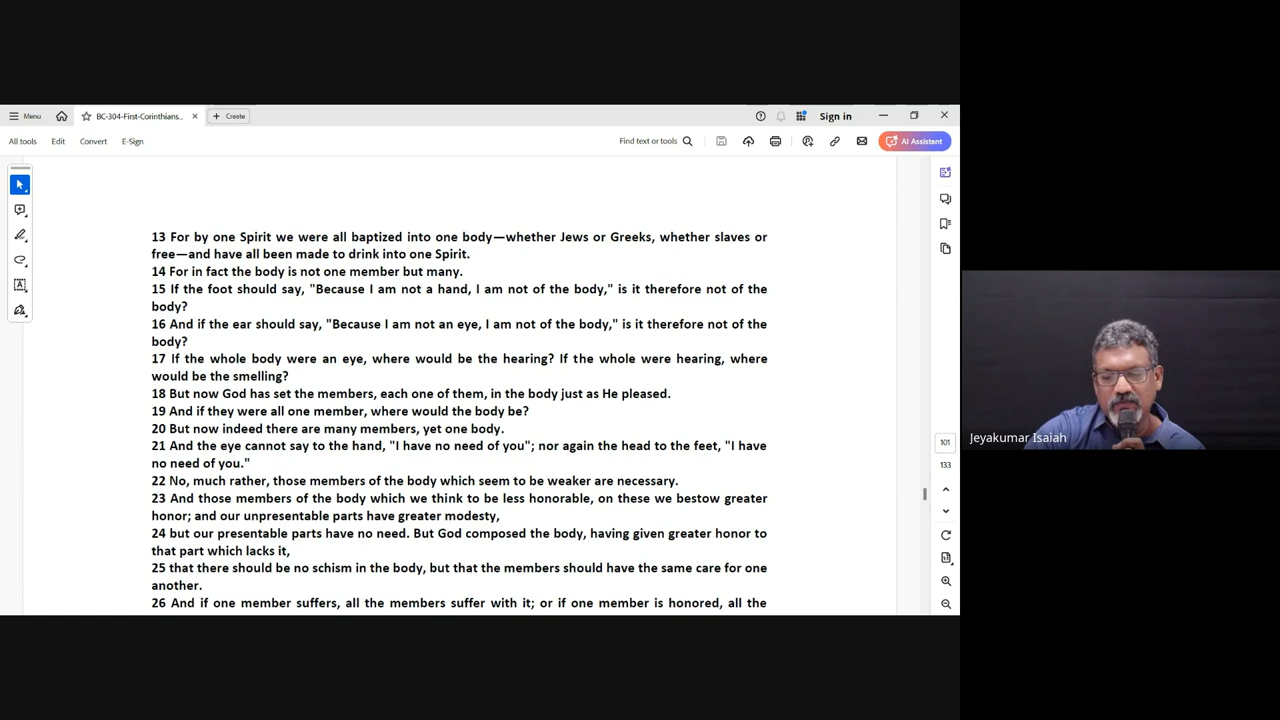 Menu
BC-304-First-Corinthians...
Create
Sign in
All tools
Edit
Convert
E-Sign
Find text or tools
AI Assistant
13 For by one Spirit we were all baptized into one body—whether Jews or Greeks, whether slaves or
free—and have all been made to drink into one Spirit.
14 For in fact the body is not one member but many.
15 If the foot should say, "Because I am not a hand, I am not of the body," is it therefore not of the
body?
16 And if the ear should say, "Because I am not an eye, I am not of the body," is it therefore not of the
body?
17 If the whole body were an eye, where would be the hearing? If the whole were hearing, where
would be the smelling?
18 But now God has set the members, each one of them, in the body just as He pleased.
19 And if they were all one member, where would the body be?
20 But now indeed there are many members, yet one body.
21 And the eye cannot say to the hand, "I have no need of you"; nor again the head to the feet, "I have
no need of you."
22 No, much rather, those members of the body which seem to be weaker are necessary.
23 And those members of the body which we think to be less honorable, on these we bestow greater
honor; and our unpresentable parts have greater modesty,
24 but our presentable parts have no need. But God composed the body, having given greater honor to
that part which lacks it,
25 that there should be no schism in the body, but that the members should have the same care for one
another.
26 And if one member suffers, all the members suffer with it; or if one member is honored, all the
101
133
Jeyakumar Isaiah